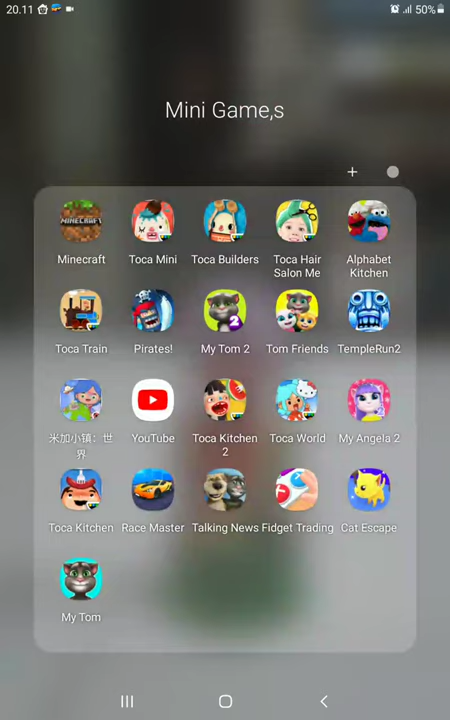 20.11
50%
Mini Game,s
MINECRAFT
Minecraft
Toca Mini
Toca Builders
Toca Hair
Salon Me
Alphabet
Kitchen
Toca Train
Pirates!
2
My Tom 2
Tom Friends
TempleRun2
米加小镇：世
界
YouTube
Toca Kitchen
2
Toca World
My Angela 2
Toca Kitchen
Race Master
Talking News
Fidget Trading
Cat Escape
My Tom